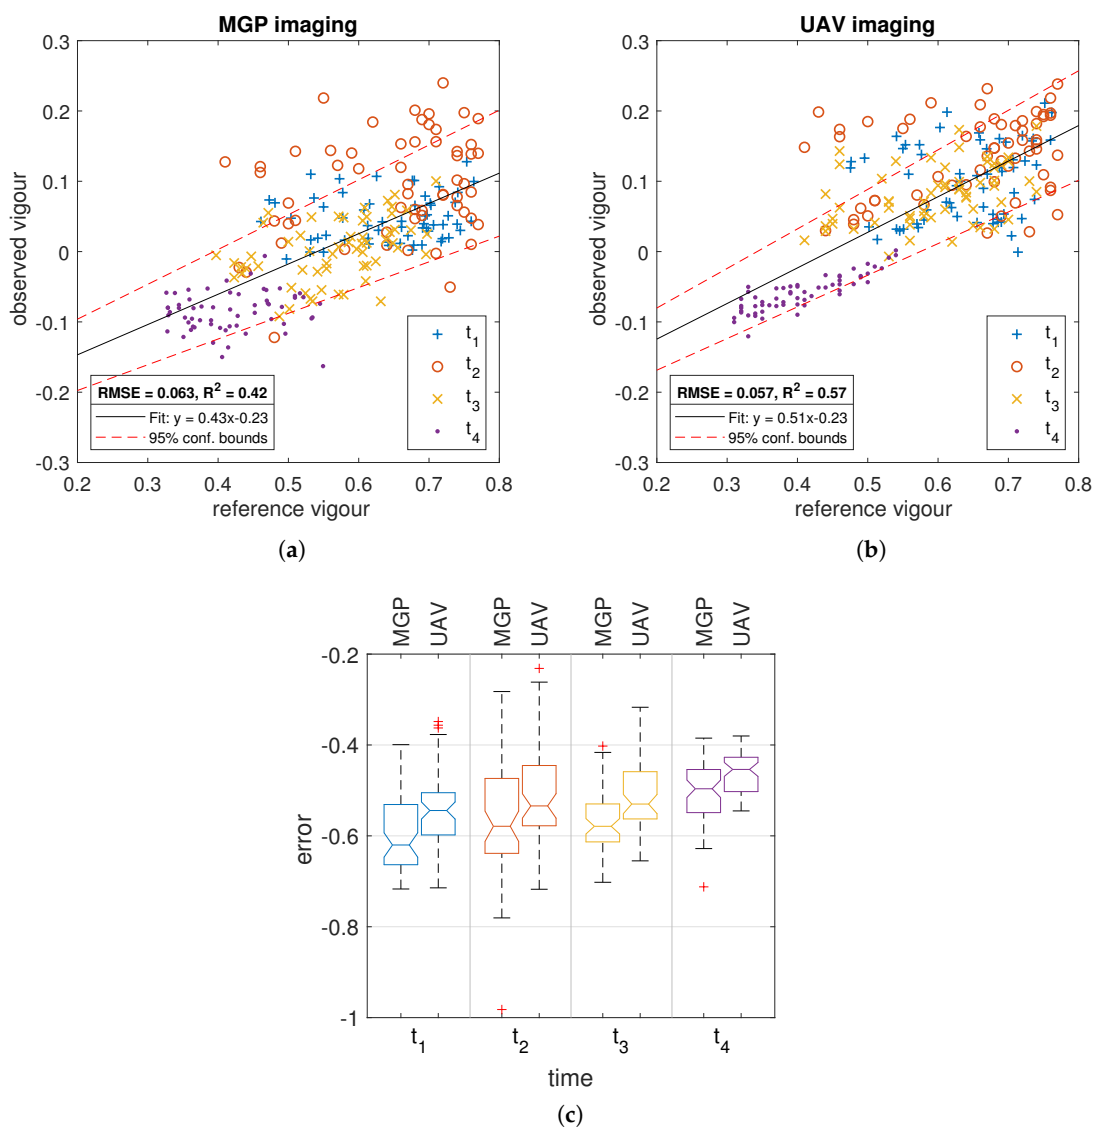 MGP imaging
0.3
0.2
0.1
0
-0.1
-0.2
-0.3
observed vigour
t1
t2
t3
t4
RMSE = 0.063, R² = 0.42
Fit: y = 0.43x-0.23
95% conf. bounds
0.2 0.3 0.4 0.5 0.6 0.7 0.8
reference vigour
(a)
UAV imaging
0.3
0.2
0.1
0
-0.1
-0.2
-0.3
observed vigour
t1
t2
t3
t4
RMSE = 0.057, R² = 0.57
Fit: y = 0.51x-0.23
95% conf. bounds
0.2 0.3 0.4 0.5 0.6 0.7 0.8
reference vigour
(b)
MGP UAV MGP UAV MGP UAV MGP UAV
-0.2
-0.4
-0.6
-0.8
-1
error
t1 t2 t3 t4
time
(c)